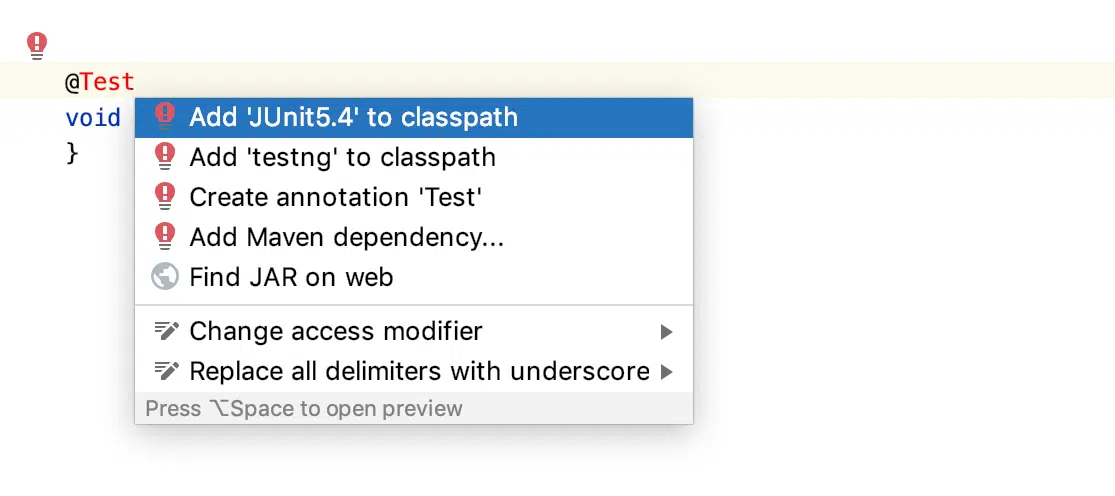 @Test
void
}
Add 'JUnit5.4' to classpath
Add 'testng' to classpath
Create annotation 'Test'
Add Maven dependency...
Find JAR on web
Change access modifier
Replace all delimiters with underscore
Press ⌥Space to open preview